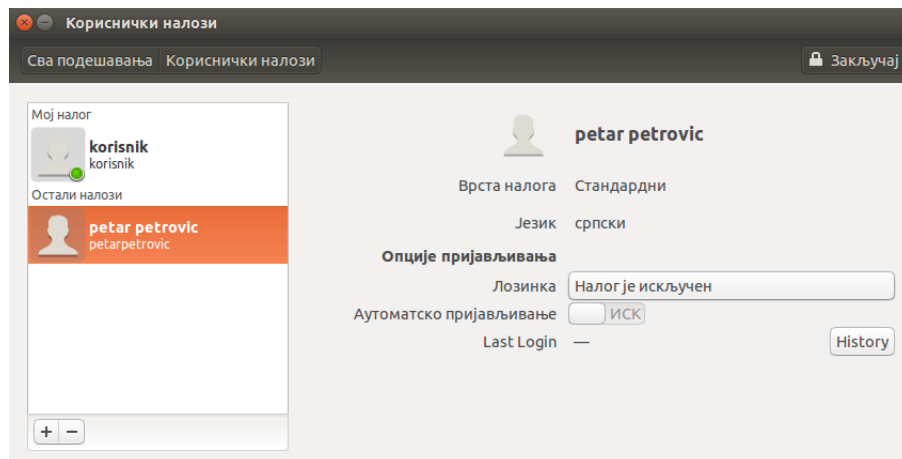 Кориснички налози
Сва подешавања Кориснички налози Закључај
Мој налог
korisnik
korisnik
Остали налози
petar petrovic
petarpetrovic
petar petrovic
Врста налога Стандардни
Језик српски
Опције пријављивања
Лозинка Налог је искључен
Аутоматско пријављивање ИСК
Last Login — History
+ −